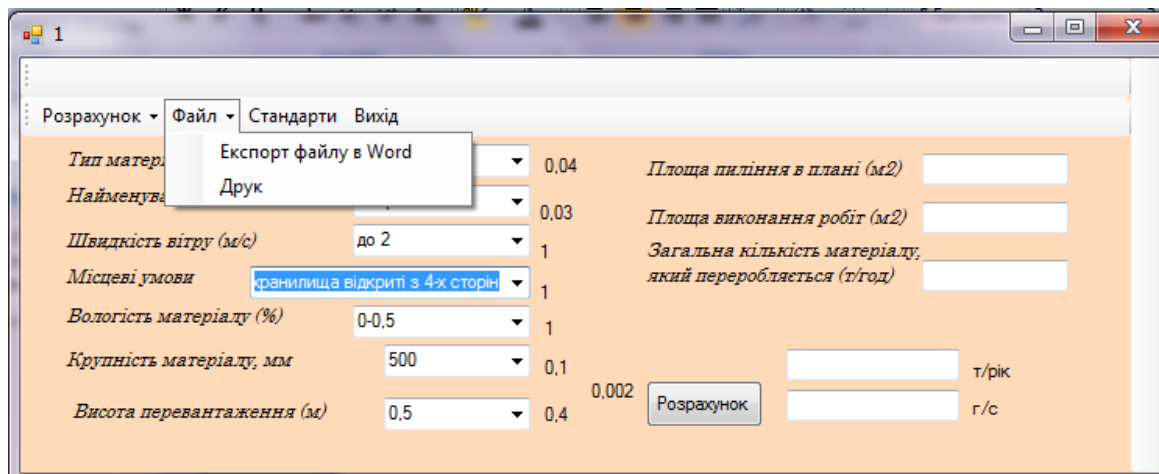 1
Розрахунок Файл Стандарти Вихід
Експорт файлу в Word
Друк
Тип 0,04
0,03
Швидкість вітру (м/с) до 2 1
Місцеві умови хранилища відкриті з 4-х сторін 1
Вологість матеріалу (%) 0-0,5 1
Крупність матеріалу, мм 500 0,1
Висота перевантаження (м) 0,5 0,4
Площа пиління в плані (м2)
Площа виконання робіт (м2)
Загальна кількість матеріалу,
який переробляється (т/год)
т/рік
0,002 Розрахунок г/с